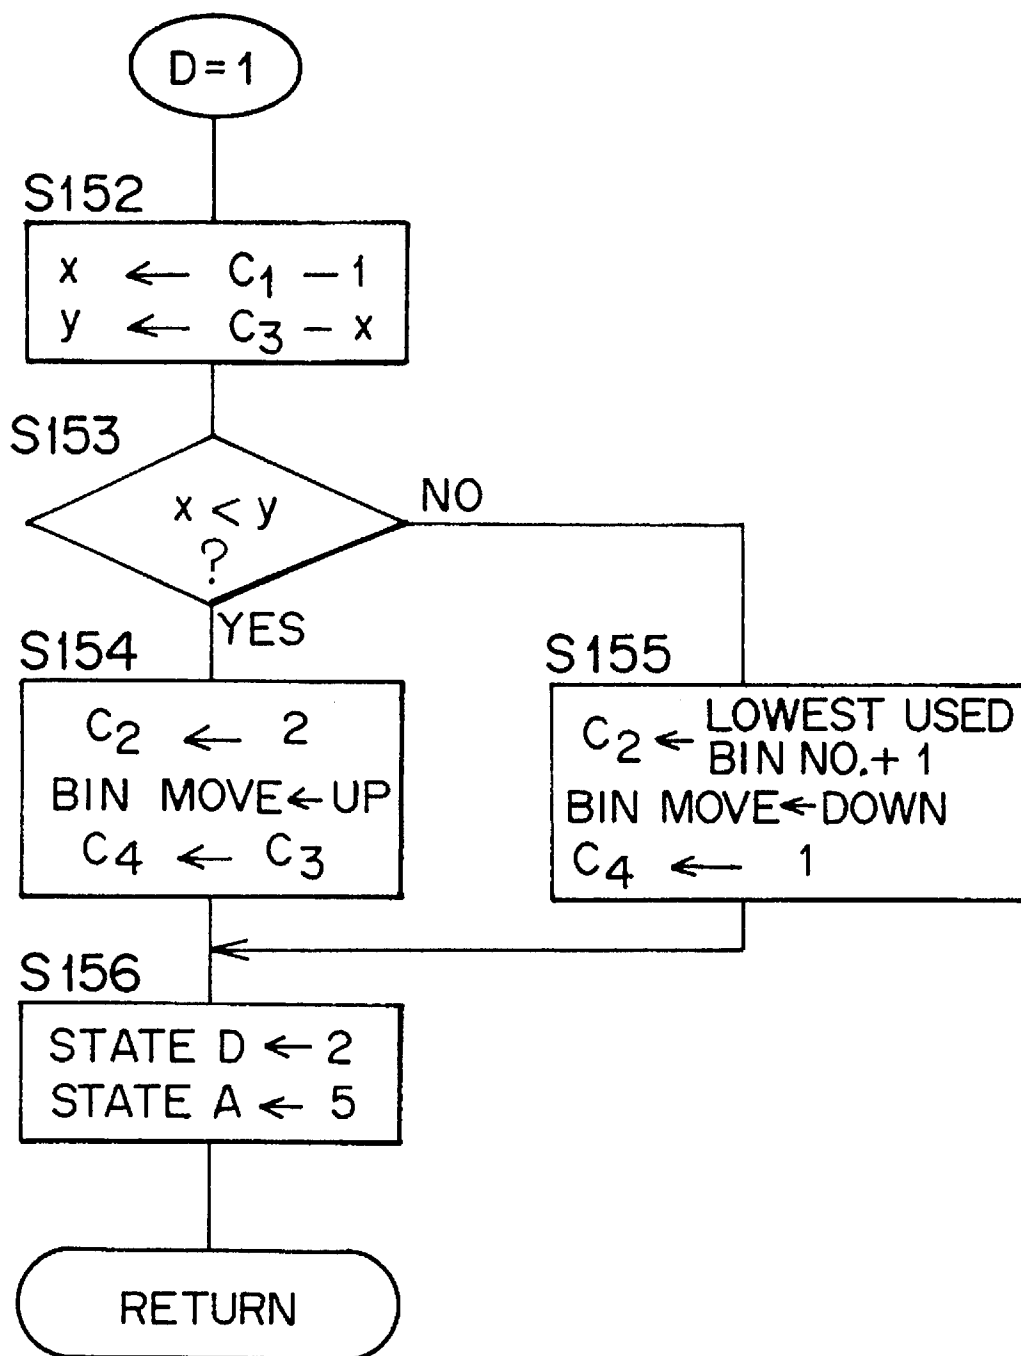 D=1
S152
x ← C₁ – 1
y ← C₃ – x
S153
x < y
?
NO
YES
S154
C₂ ← 2
BIN MOVE←UP
C₄ ← C₃
S155
C₂ ← LOWEST USED
BIN NO.+ 1
BIN MOVE←DOWN
C₄ ← 1
S156
STATE D ← 2
STATE A ← 5
RETURN